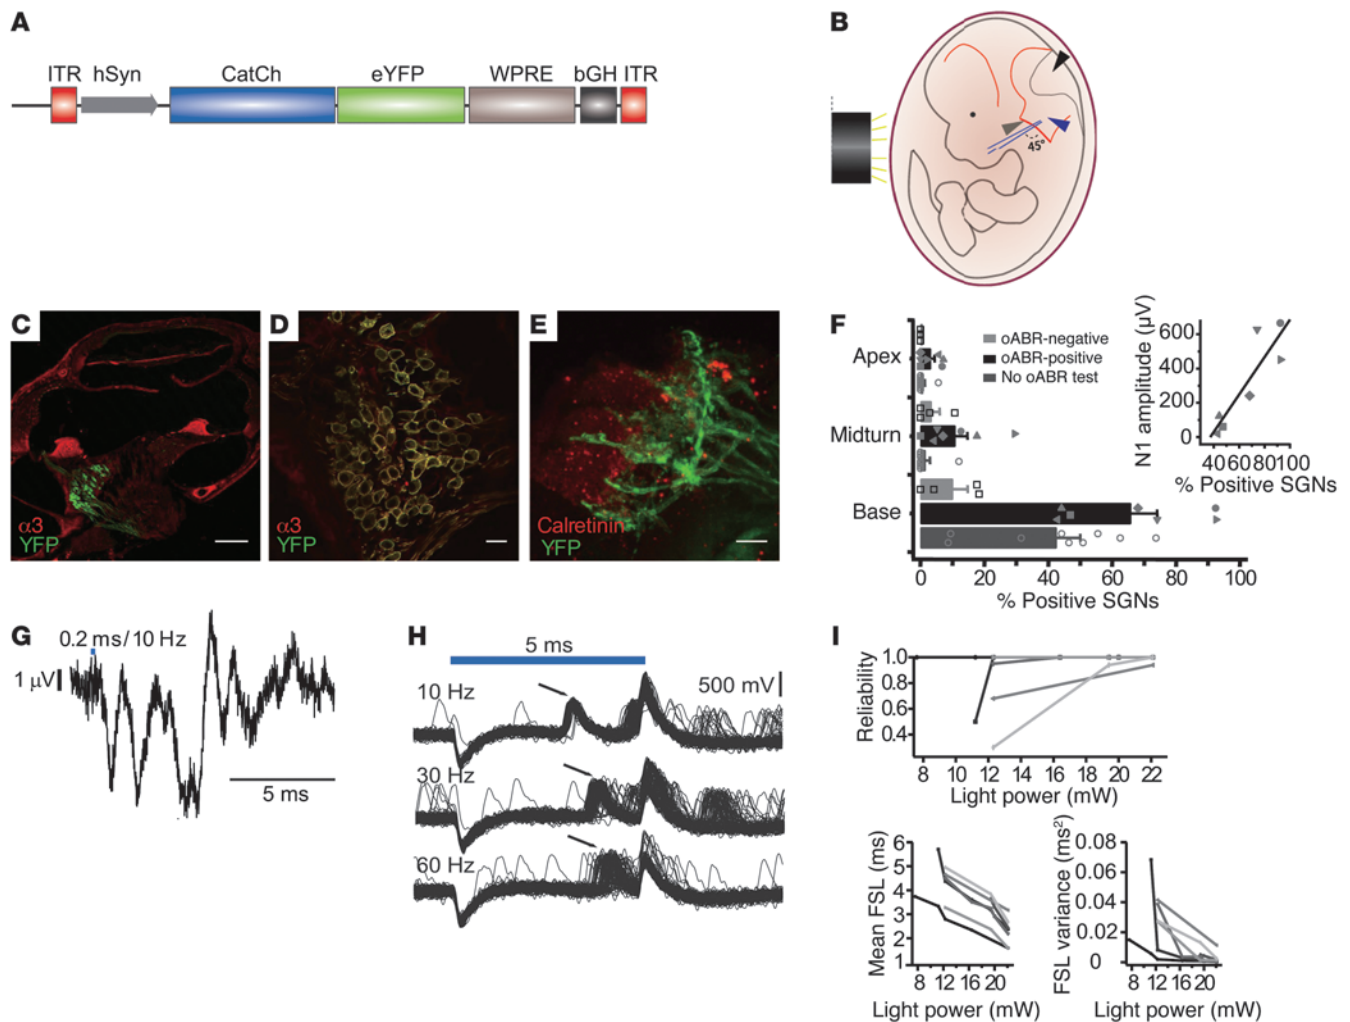 A
ITR hSyn CatCh eYFP WPRE bGH ITR
B
45°
C
α3
YFP
D
α3
YFP
E
Calretinin
YFP
F
Apex
Midturn
Base
oABR-negative
oABR-positive
No oABR test
0 20 40 60 80 100
% Positive SGNs
N1 amplitude (µV)
600
400
200
0
40 60 80 100
% Positive SGNs
G
0.2 ms/10 Hz
1 µV
5 ms
H
5 ms
10 Hz
500 mV
30 Hz
60 Hz
I
Reliability
1.0
0.8
0.6
0.4
8 10 12 14 16 18 20 22
Light power (mW)
Mean FSL (ms)
6
5
4
3
2
1
8 12 16 20
Light power (mW)
FSL variance (ms²)
0.08
0.06
0.04
0.02
0
8 12 16 20
Light power (mW)